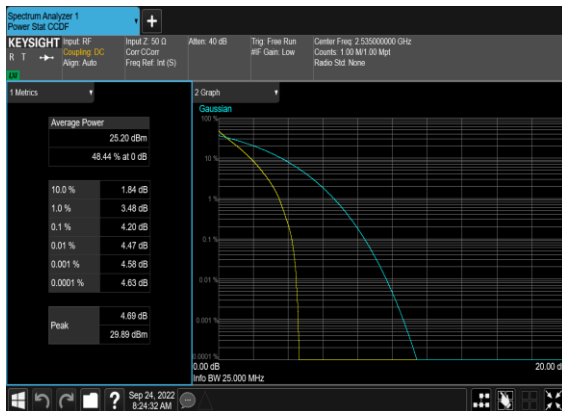 Spectrum Analyzer 1
Power Stat CCDF
KEYSIGHT
R T
Input: RF
Coupling: DC
Align: Auto
Input Z: 50 Ω
Corr CCorr
Freq Ref: Int (S)
Atten: 40 dB
Trig: Free Run
#IF Gain: Low
Center Freq: 2.535000000 GHz
Counts: 1.00 M/1.00 Mpt
Radio Std: None
1 Metrics
Average Power
25.20 dBm
48.44 % at 0 dB
10.0 % 1.84 dB
1.0 % 3.48 dB
0.1 % 4.20 dB
0.01 % 4.47 dB
0.001 % 4.58 dB
0.0001 % 4.63 dB
Peak
4.69 dB
29.89 dBm
2 Graph
Gaussian
100 %
10 %
1 %
0.1 %
0.01 %
0.001 %
0.0001 %
0.00 dB
20.00 d
Info BW 25.000 MHz
Sep 24, 2022
8:24:32 AM